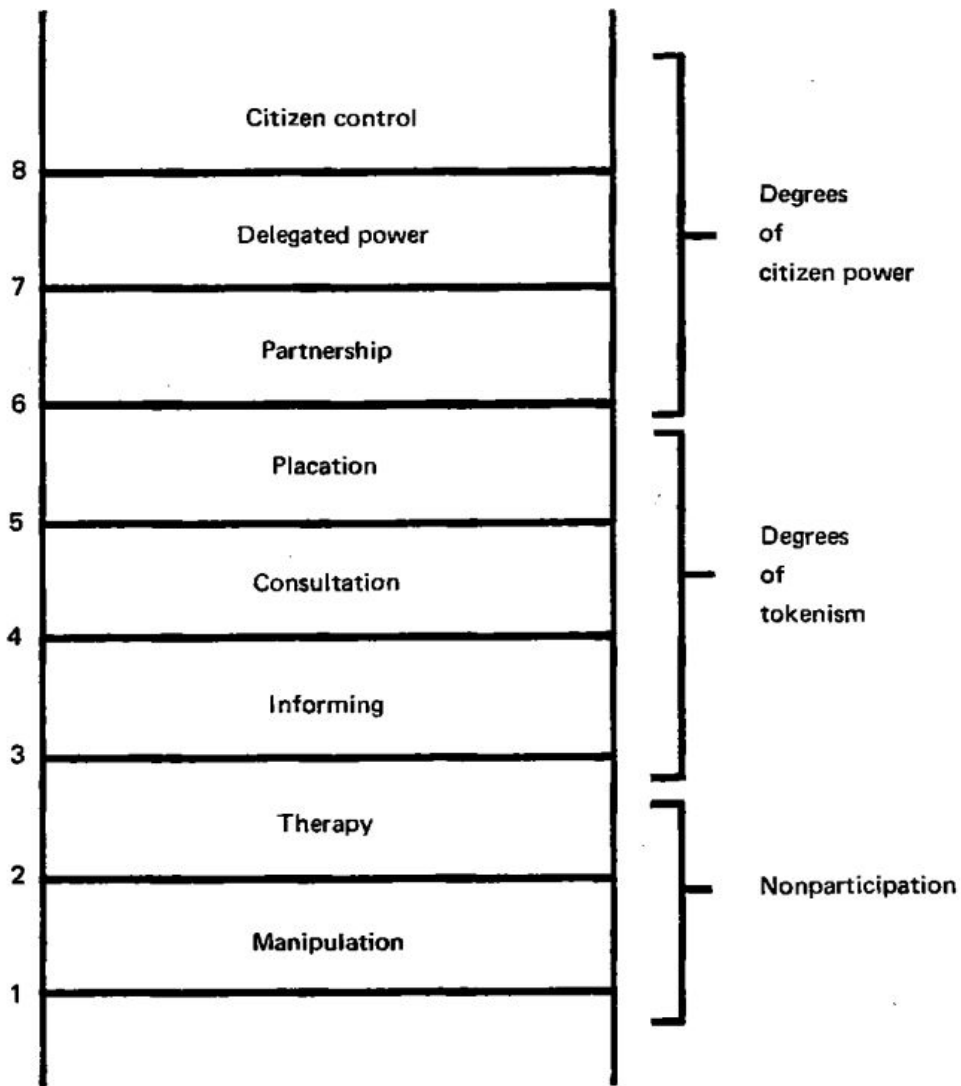 Citizen control
8
Delegated power
7
Partnership
6
Placation
5
Consultation
4
Informing
3
Therapy
2
Manipulation
1
Degrees
of
citizen power
Degrees
of
tokenism
Nonparticipation